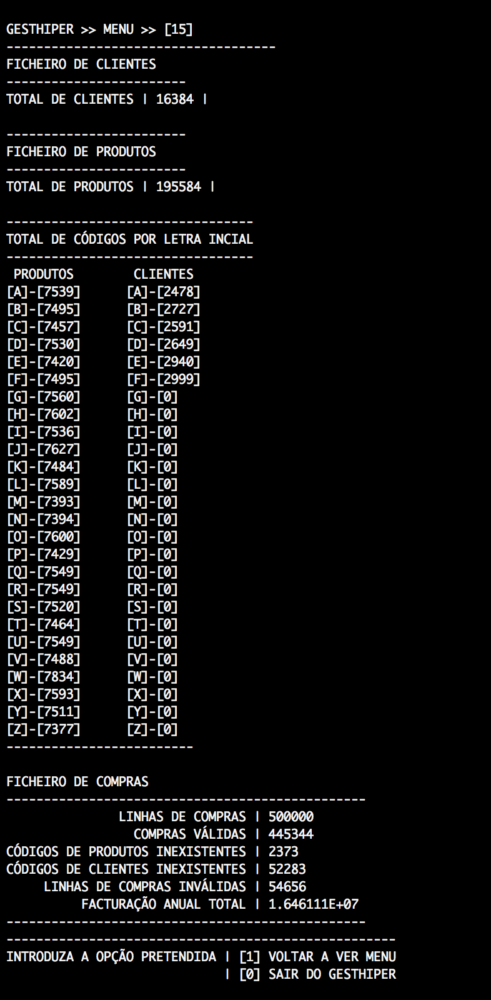 GESTHIPER >> MENU >> [15]
------------------------------------
FICHEIRO DE CLIENTES
------------------------
TOTAL DE CLIENTES | 16384 |
------------------------
FICHEIRO DE PRODUTOS
------------------------
TOTAL DE PRODUTOS | 195584 |
---------------------------------
TOTAL DE CÓDIGOS POR LETRA INCIAL
---------------------------------
PRODUTOS        CLIENTES
[A]-[7539]      [A]-[2478]
[B]-[7495]      [B]-[2727]
[C]-[7457]      [C]-[2591]
[D]-[7530]      [D]-[2649]
[E]-[7420]      [E]-[2940]
[F]-[7495]      [F]-[2999]
[G]-[7560]      [G]-[0]
[H]-[7602]      [H]-[0]
[I]-[7536]      [I]-[0]
[J]-[7627]      [J]-[0]
[K]-[7484]      [K]-[0]
[L]-[7589]      [L]-[0]
[M]-[7393]      [M]-[0]
[N]-[7394]      [N]-[0]
[O]-[7600]      [O]-[0]
[P]-[7429]      [P]-[0]
[Q]-[7549]      [Q]-[0]
[R]-[7549]      [R]-[0]
[S]-[7520]      [S]-[0]
[T]-[7464]      [T]-[0]
[U]-[7549]      [U]-[0]
[V]-[7488]      [V]-[0]
[W]-[7834]      [W]-[0]
[X]-[7593]      [X]-[0]
[Y]-[7511]      [Y]-[0]
[Z]-[7377]      [Z]-[0]
-------------------------
FICHEIRO DE COMPRAS
------------------------------------------------
LINHAS DE COMPRAS | 500000
COMPRAS VÁLIDAS | 445344
CÓDIGOS DE PRODUTOS INEXISTENTES | 2373
CÓDIGOS DE CLIENTES INEXISTENTES | 52283
LINHAS DE COMPRAS INVÁLIDAS | 54656
FACTURAÇÃO ANUAL TOTAL | 1.646111E+07
------------------------------------------------
----------------------------------------------------
INTRODUZA A OPÇÃO PRETENDIDA | [1] VOLTAR A VER MENU
| [0] SAIR DO GESTHIPER